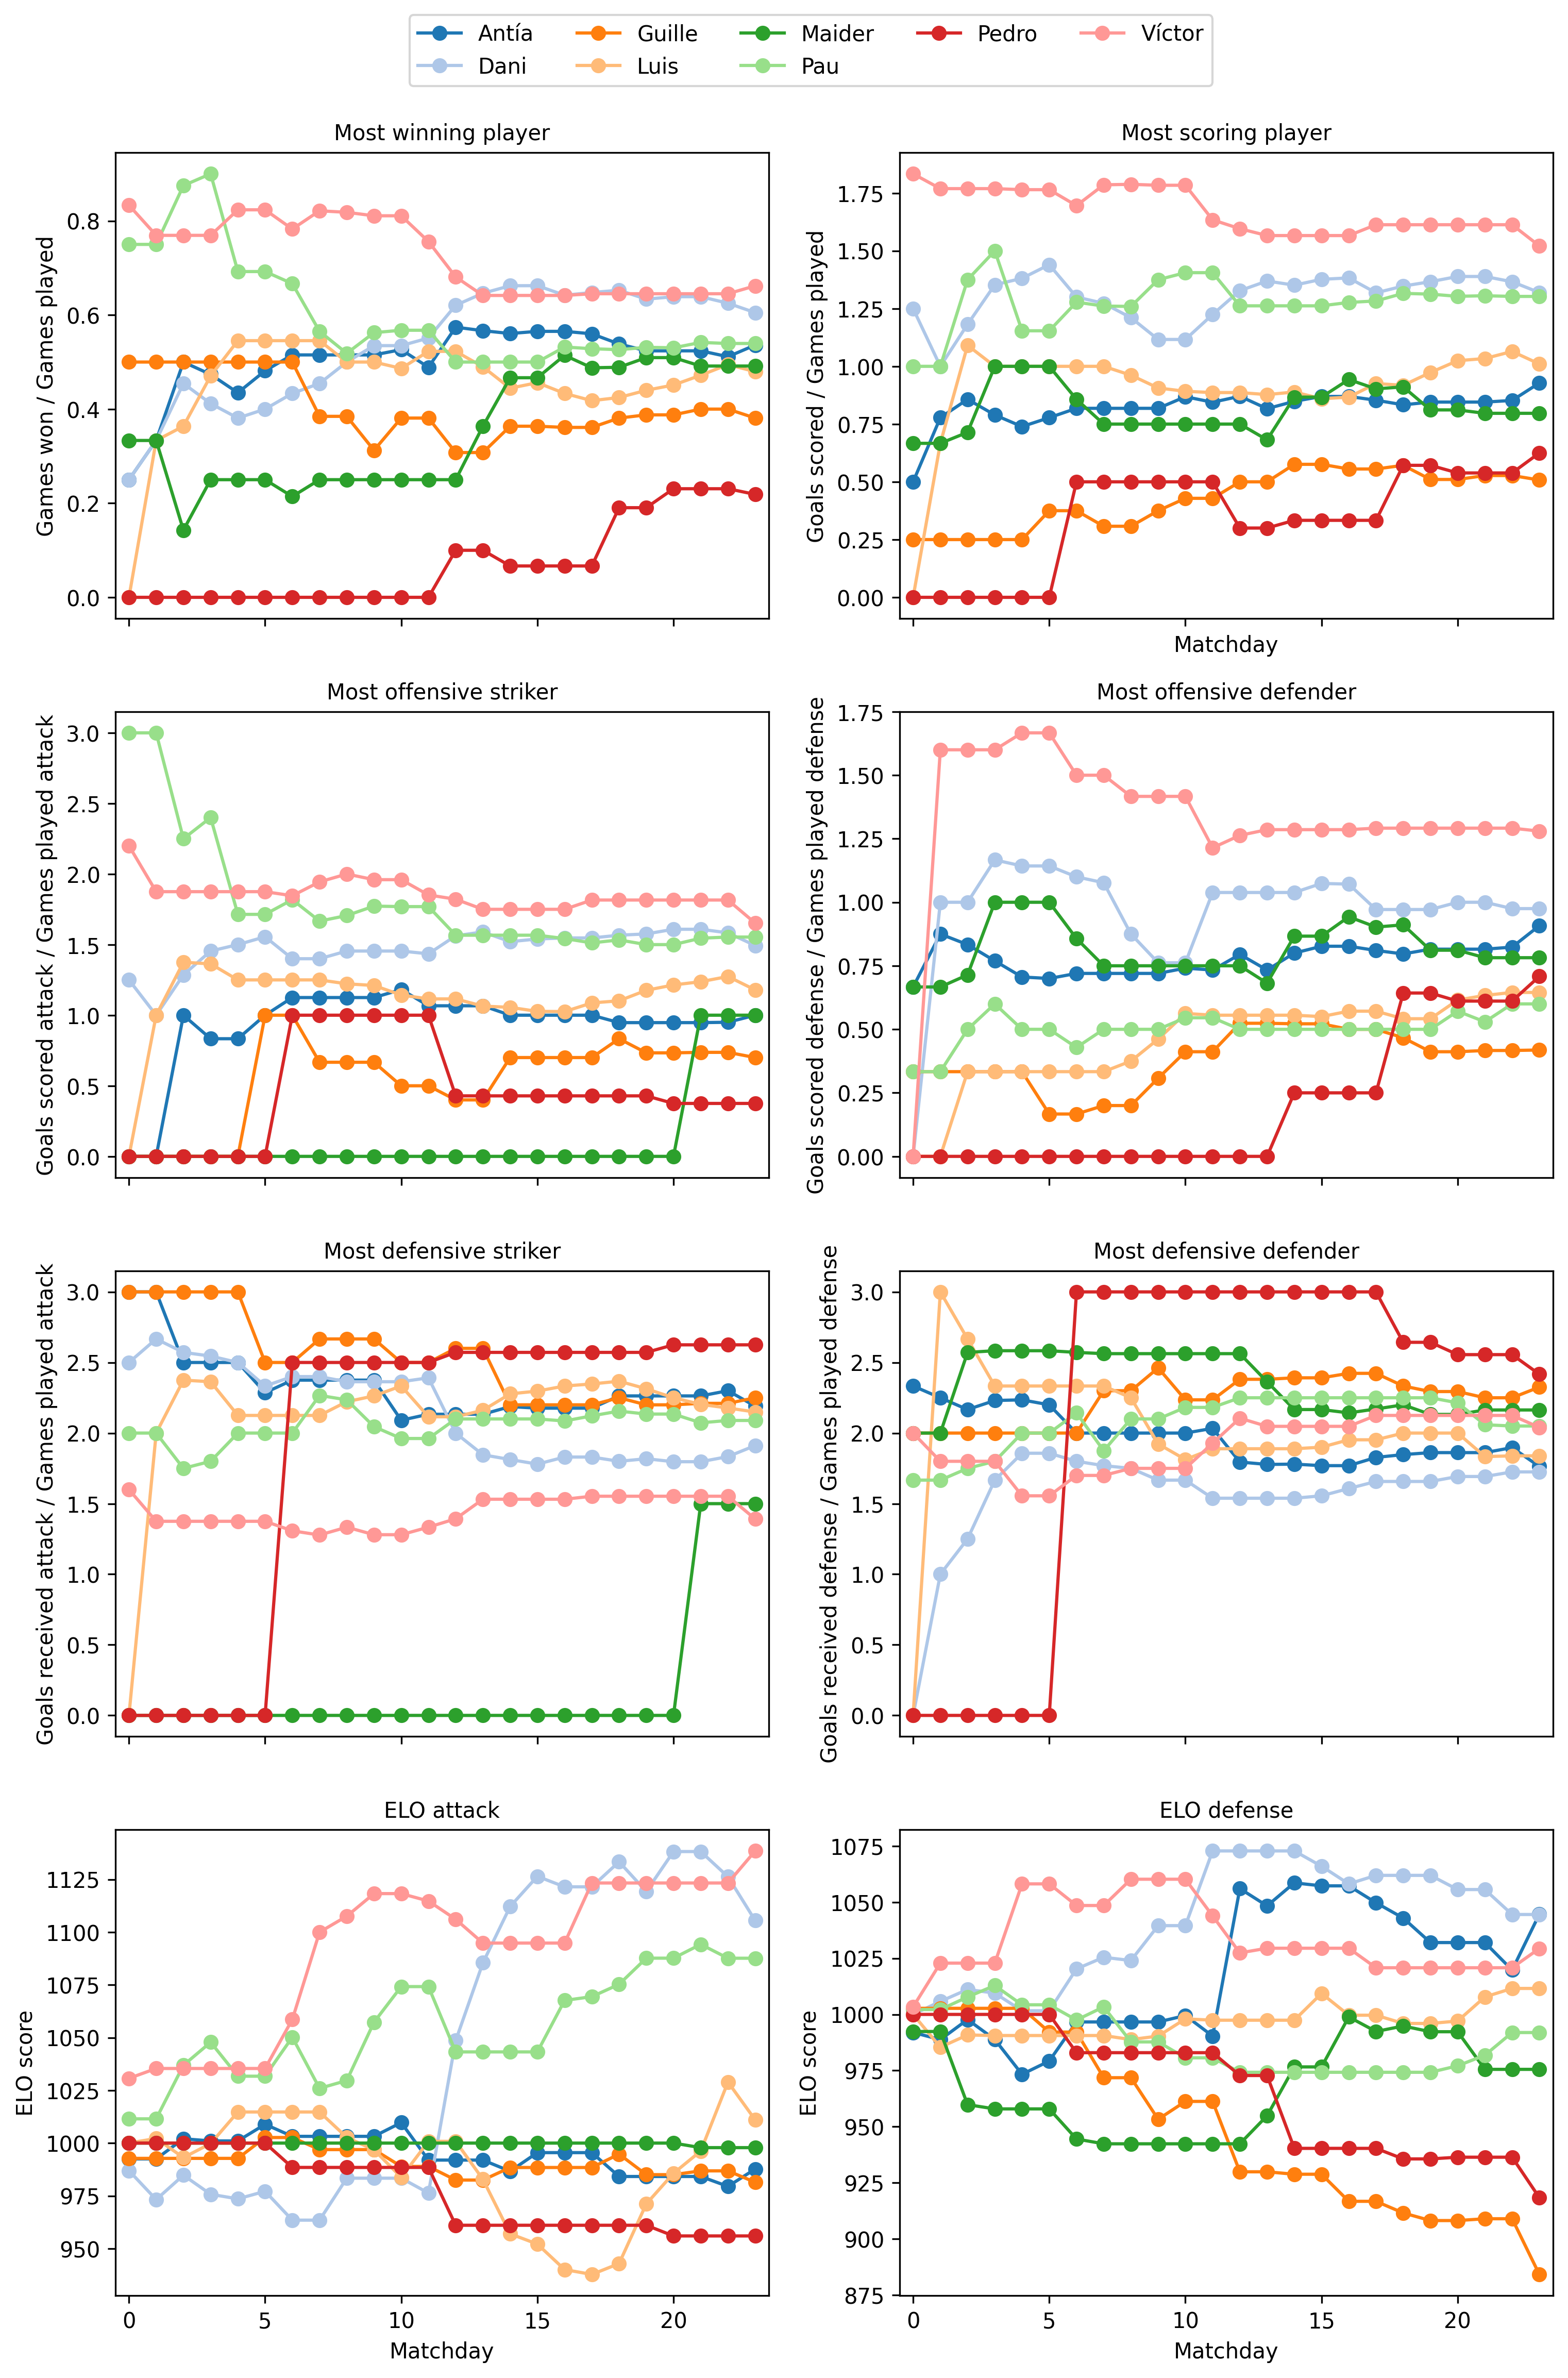 Antía Guille Maider Pedro Víctor
Dani Luis Pau
Most winning player
Games won / Games played
0.8
0.6
0.4
0.2
0.0
Most scoring player
Goals scored / Games played
1.75
1.50
1.25
1.00
0.75
0.50
0.25
0.00
Matchday
Most offensive striker
Goals scored attack / Games played attack
3.0
2.5
2.0
1.5
1.0
0.5
0.0
Most offensive defender
Goals scored defense / Games played defense
1.75
1.50
1.25
1.00
0.75
0.50
0.25
0.00
Most defensive striker
Goals received attack / Games played attack
3.0
2.5
2.0
1.5
1.0
0.5
0.0
Most defensive defender
Goals received defense / Games played defense
3.0
2.5
2.0
1.5
1.0
0.5
0.0
ELO attack
ELO score
1125
1100
1075
1050
1025
1000
975
950
0 5 10 15 20
Matchday
ELO defense
ELO score
1075
1050
1025
1000
975
950
925
900
875
0 5 10 15 20
Matchday